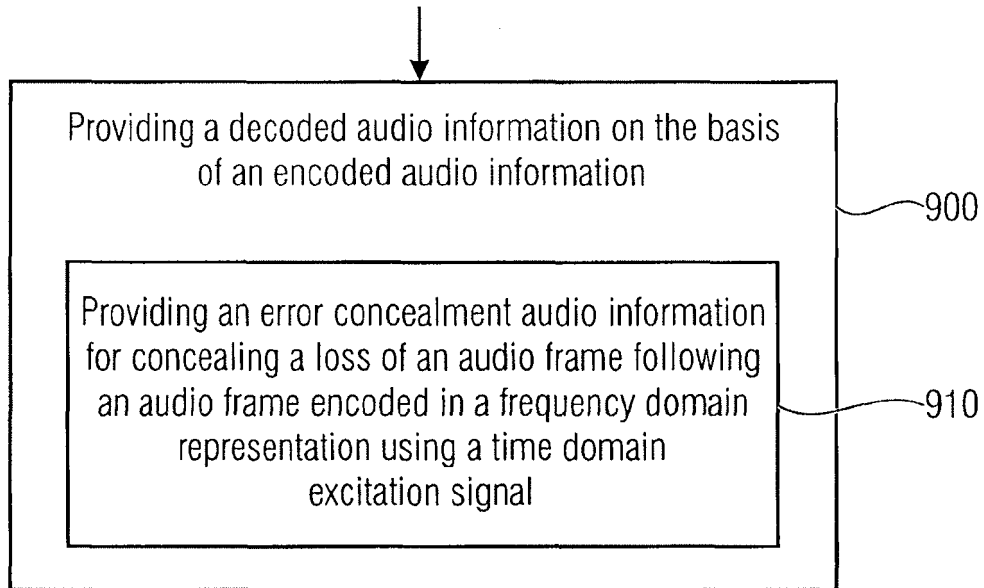 Providing a decoded audio information on the basis
of an encoded audio information
900
Providing an error concealment audio information
for concealing a loss of an audio frame following
an audio frame encoded in a frequency domain
representation using a time domain
excitation signal
910